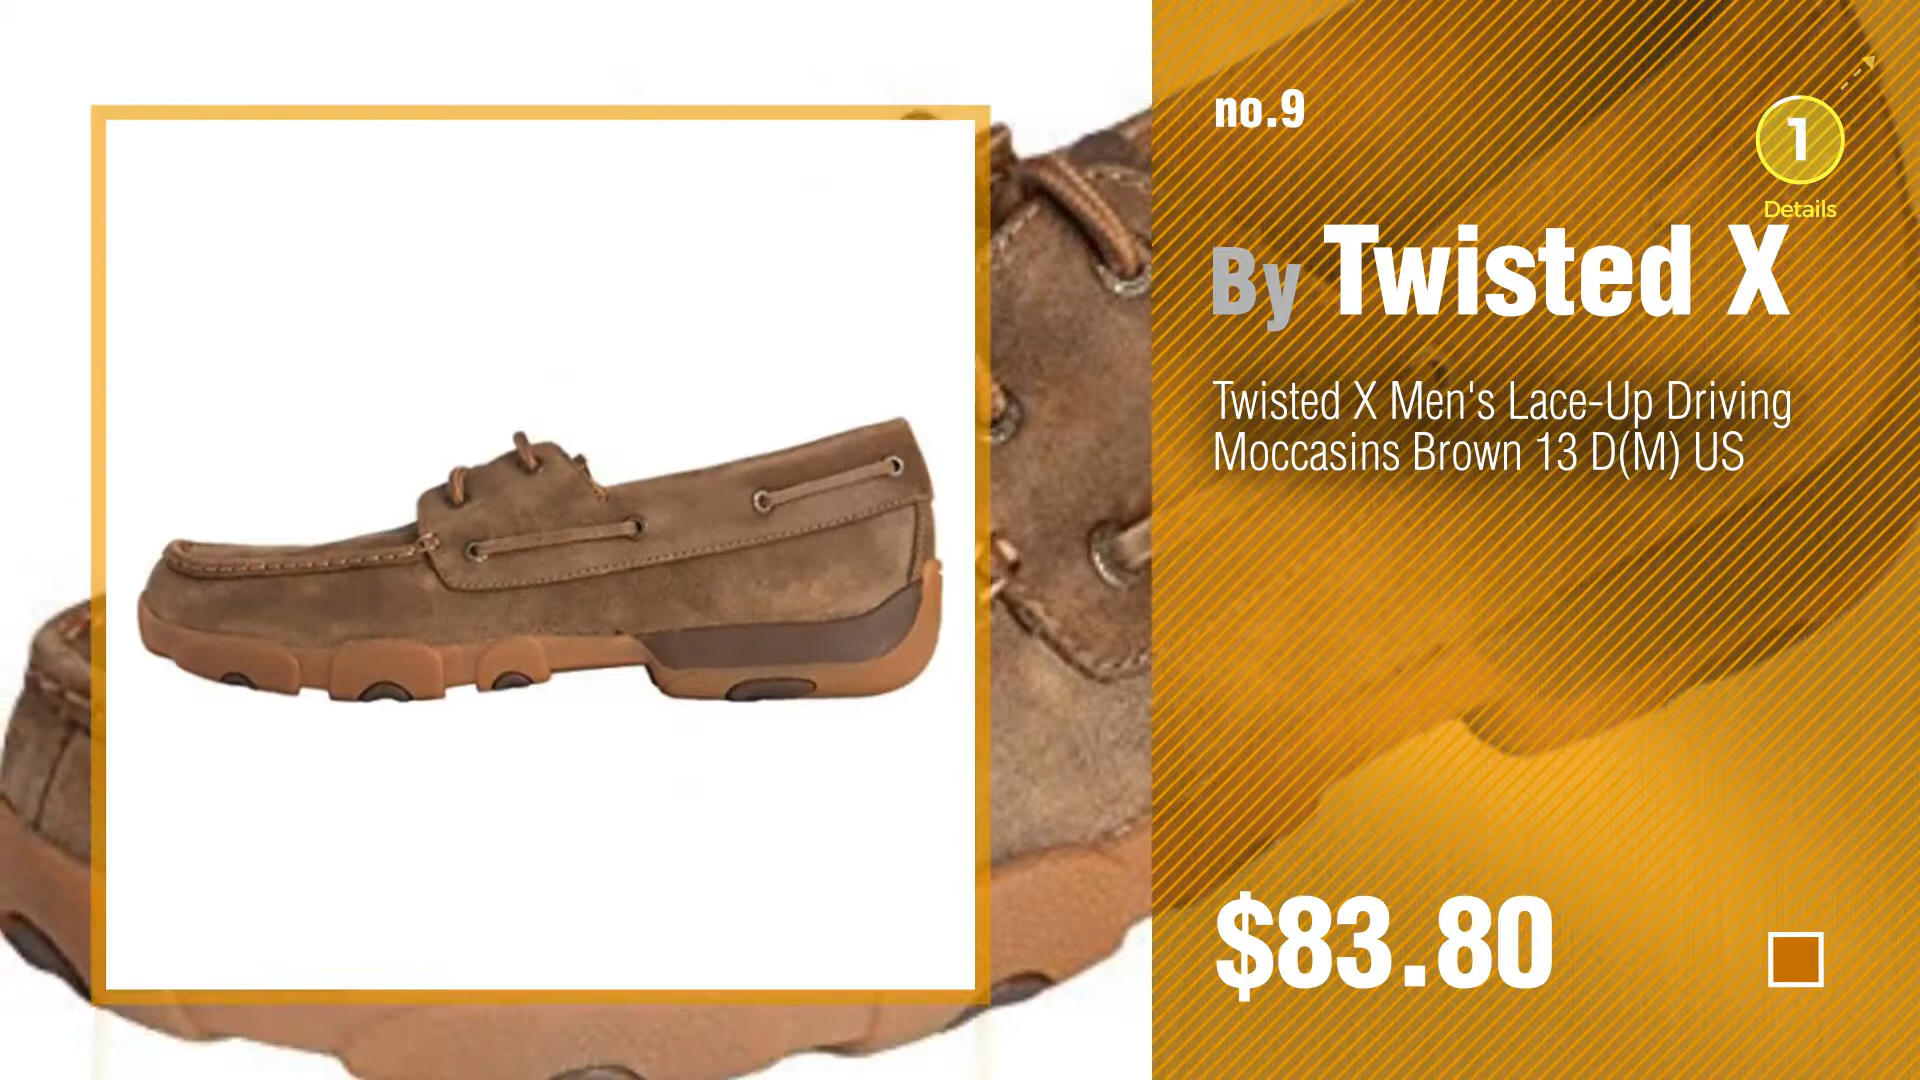 no.9
1
Details
By Twisted X
Twisted X Men's Lace-Up Driving
Moccasins Brown 13 D(M) US
$83.80